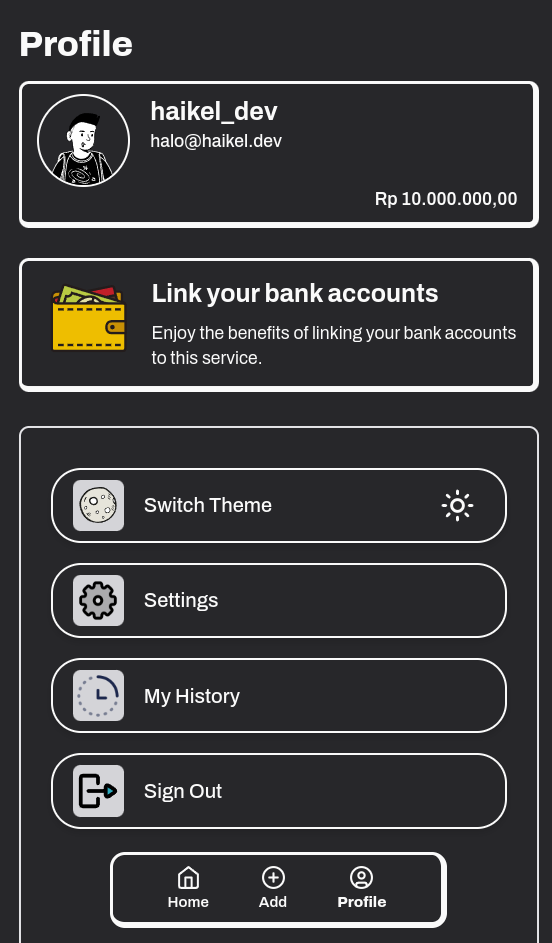 Profile
haikel_dev
halo@haikel.dev
Rp 10.000.000,00
Link your bank accounts
Enjoy the benefits of linking your bank accounts
to this service.
Switch Theme
Settings
My History
Sign Out
Home Add Profile